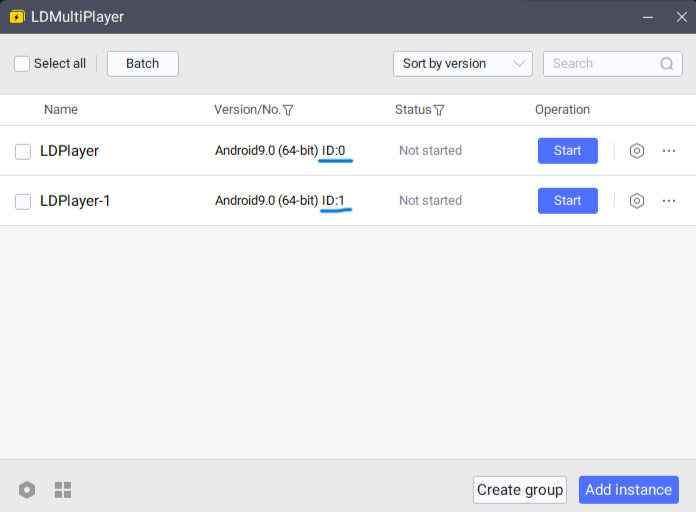 LDMultiPlayer
Select all Batch Sort by version Search
Name Version/No. Status Operation
LDPlayer Android9.0 (64-bit) ID:0 Not started Start
LDPlayer-1 Android9.0 (64-bit) ID:1 Not started Start
Create group Add instance